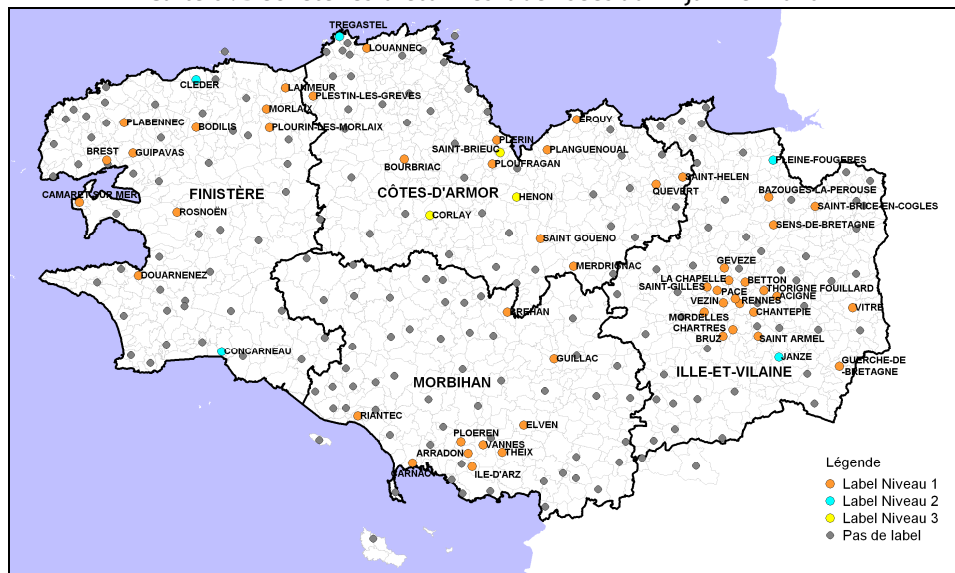 TREGASTEL
LOUANNEC
CLEDER
LANMEUR
PLESTIN-LES-GREVES
MORLAIX
PLABENNEC
BODILIS
PLOURIN-LES-MORLAIX
EROUY
PLERIN
BREST
GUIPAVAS
SAINT-BRIEUC
PLANGUENOUAL
BOURBRIAC
PLOUFRAGAN
PLEINE-FOUGERES
SAINT-HELEN
CAMARET-SUR MER
FINISTÈRE
CÔTES-D'ARMOR
HENON
QUEVERT
BAZOUGES-LA-PEROUSE
ROSNOËN
CORLAY
SAINT-BRICE-EN-COGLES
SENS-DE-BRETAGNE
SAINT GOUENO
DOUARNENEZ
MERDRIGNAC
GEVEZE
LA CHAPELLE
BETTON
SAINT-GILLES
PACE
THORIGNE FOUILLARD
ACIGNE
VEZIN
RENNES
VITRE
BREHAN
MORDELLES
CHANTEPIE
CHARTRES
BRUZ
SAINT ARMEL
CONCARNEAU
GUILLAC
JANZE
GUERCHE-DE
-BRETAGNE
MORBIHAN
ILLE-ET-VILAINE
RIANTEC
ELVEN
PLOEREN
VANNES
ARRADON
THEIX
CARNAC
ILE-D'ARZ
Légende
Label Niveau 1
Label Niveau 2
Label Niveau 3
Pas de label